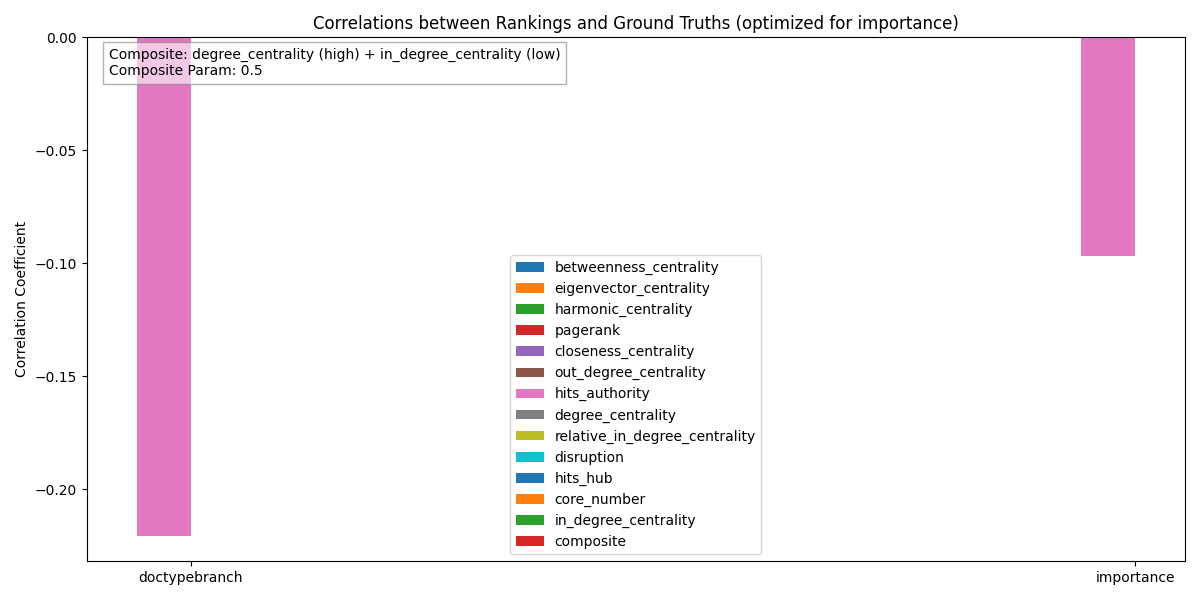 Correlations between Rankings and Ground Truths (optimized for importance)
Composite: degree_centrality (high) + in_degree_centrality (low)
Composite Param: 0.5
0.00
−0.05
−0.10
−0.15
−0.20
Correlation Coefficient
betweenness_centrality
eigenvector_centrality
harmonic_centrality
pagerank
closeness_centrality
out_degree_centrality
hits_authority
degree_centrality
relative_in_degree_centrality
disruption
hits_hub
core_number
in_degree_centrality
composite
doctypebranch
importance